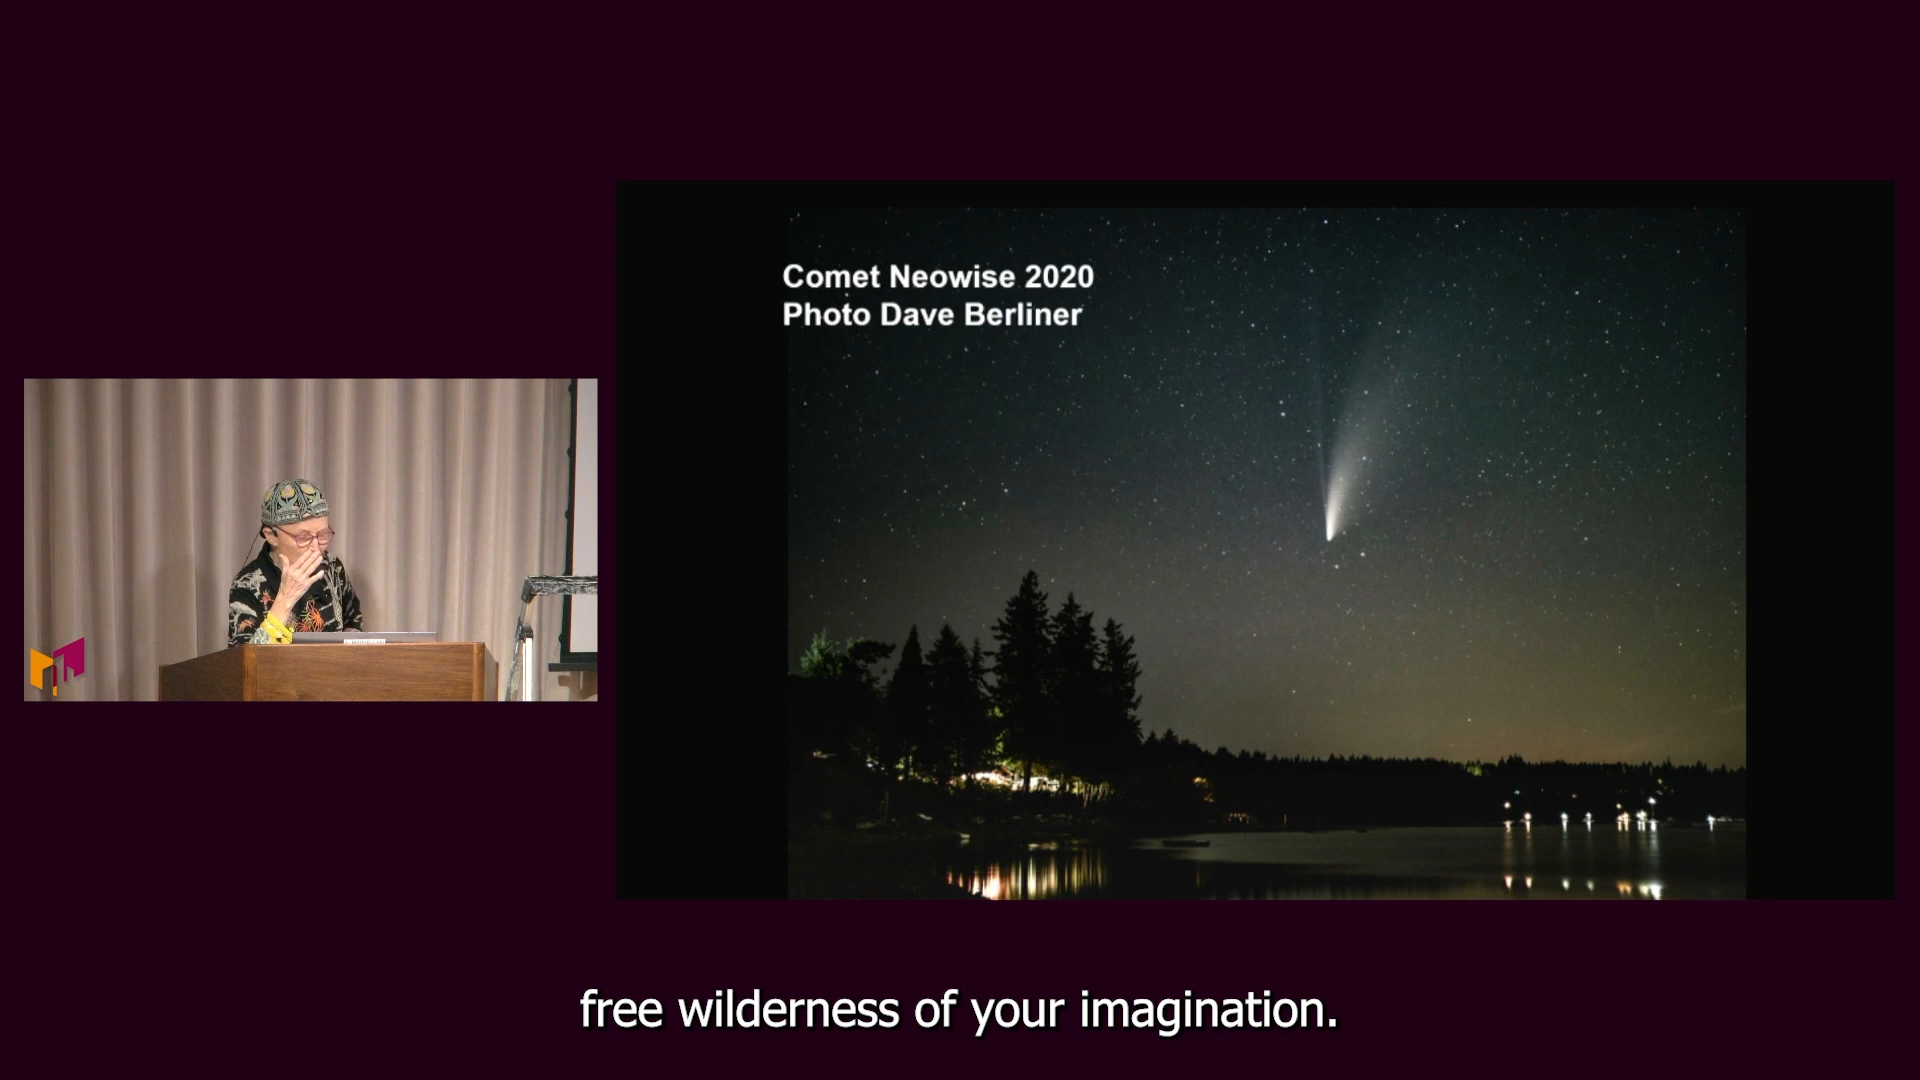 Comet Neowise 2020
Photo Dave Berliner
free wilderness of your imagination.